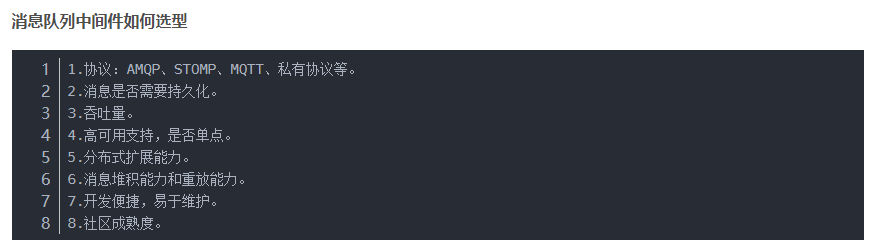 消息队列中间件如何选型
1 1.协议：AMQP、STOMP、MQTT、私有协议等。
2 2.消息是否需要持久化。
3 3.吞吐量。
4 4.高可用支持，是否单点。
5 5.分布式扩展能力。
6 6.消息堆积能力和重放能力。
7 7.开发便捷，易于维护。
8 8.社区成熟度。